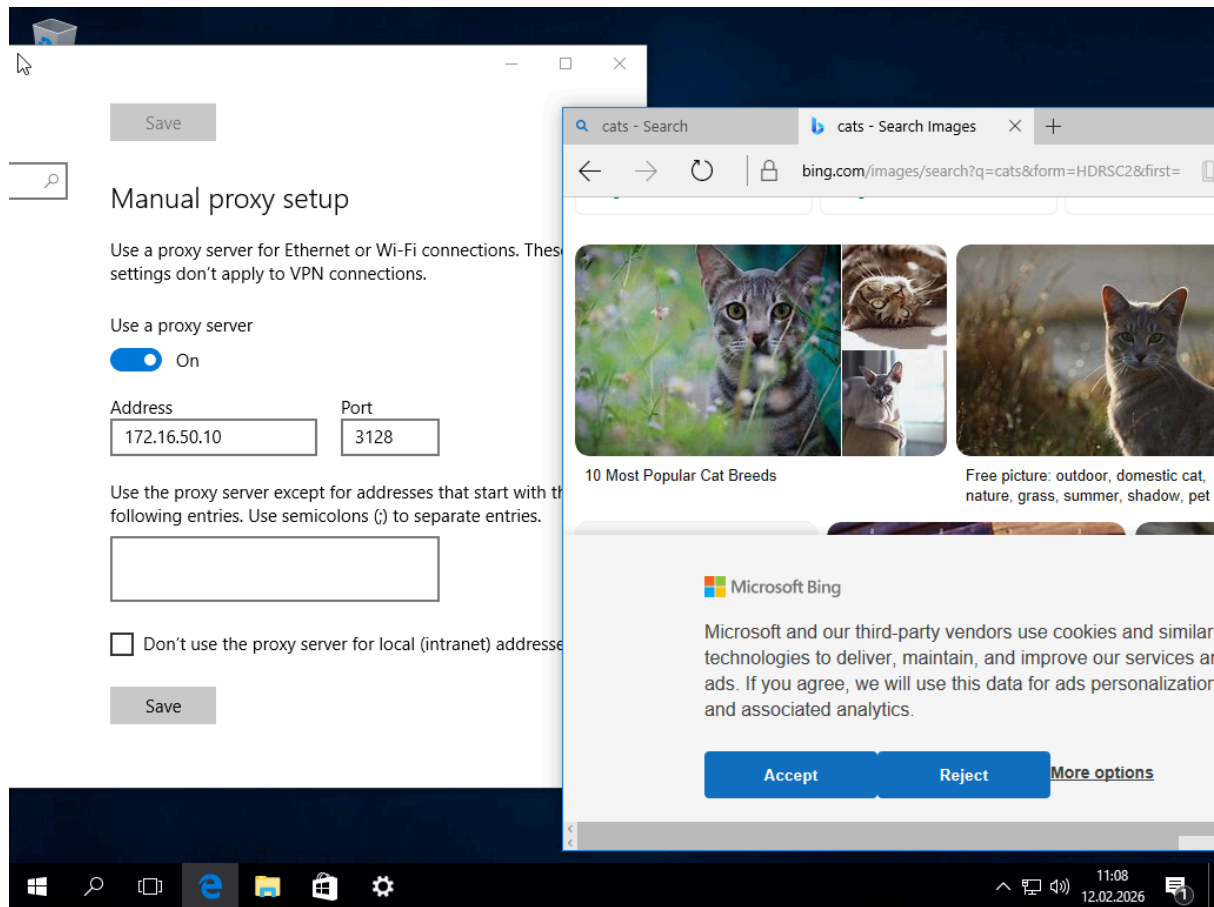 Save
Manual proxy setup
Use a proxy server for Ethernet or Wi-Fi connections. These
settings don't apply to VPN connections.
Use a proxy server
On
Address
Port
172.16.50.10
3128
Use the proxy server except for addresses that start with th
following entries. Use semicolons (;) to separate entries.
Don't use the proxy server for local (intranet) addresse
Save
cats - Search
cats - Search Images
bing.com/images/search?q=cats&form=HDRSC2&first=
10 Most Popular Cat Breeds
Free picture: outdoor, domestic cat,
nature, grass, summer, shadow, pet
Microsoft Bing
Microsoft and our third-party vendors use cookies and similar
technologies to deliver, maintain, and improve our services an
ads. If you agree, we will use this data for ads personalization
and associated analytics.
Accept
Reject
More options
11:08
12.02.2026
1